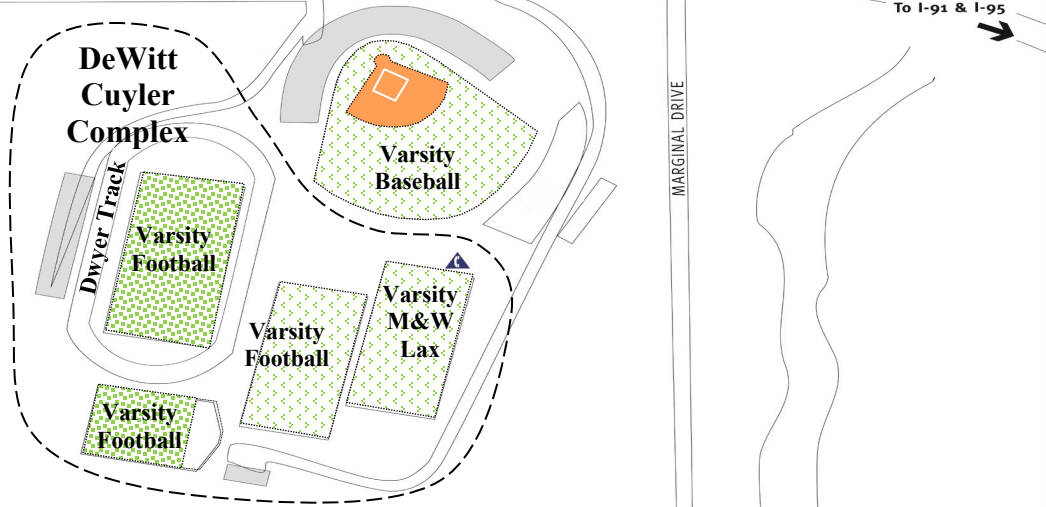 To I-91 & I-95
DeWitt
Cuyler
Complex
MARGINAL DRIVE
Varsity
Baseball
Dwyer Track
Varsity
Football
Varsity
M&W
Lax
Varsity
Football
Varsity
Football